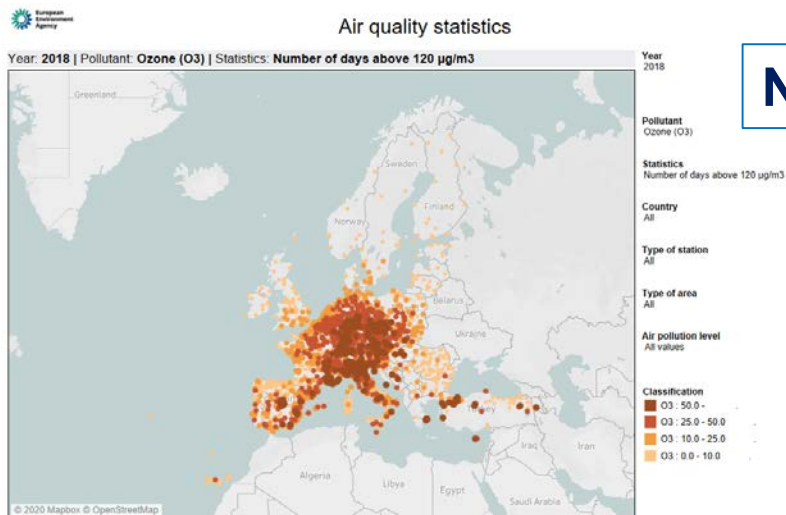 European
Environment
Agency
Air quality statistics
Year: 2018 | Pollutant: Ozone (O3) | Statistics: Number of days above 120 µg/m3
Year
2018
N
Pollutant
Ozone (O3)
Statistics
Number of days above 120 µg/m3
Country
All
Type of station
All
Type of area
All
Air pollution level
All values
Classification
O3 : 50.0 -
O3 : 25.0 - 50.0
O3 : 10.0 - 25.0
O3 : 0.0 - 10.0
Greenland
Sweden
Finland
Norway
Belarus
Ukraine
Turkey
Iraq
Iran
Algeria
Libya
Egypt
Saudi Arabia
© 2020 Mapbox © OpenStreetMap